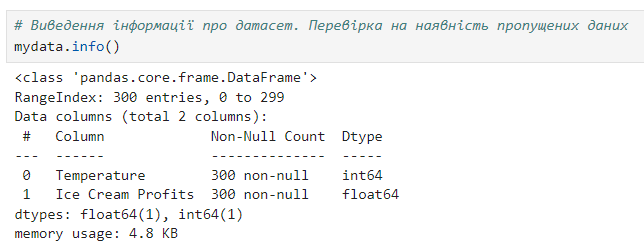 # Виведення інформації про датасет. Перевірка на наявність пропущених даних
mydata.info()
<class 'pandas.core.frame.DataFrame'>
RangeIndex: 300 entries, 0 to 299
Data columns (total 2 columns):
 #   Column             Non-Null Count  Dtype
---  ------             --------------  -----
 0   Temperature        300 non-null    int64
 1   Ice Cream Profits  300 non-null    float64
dtypes: float64(1), int64(1)
memory usage: 4.8 KB